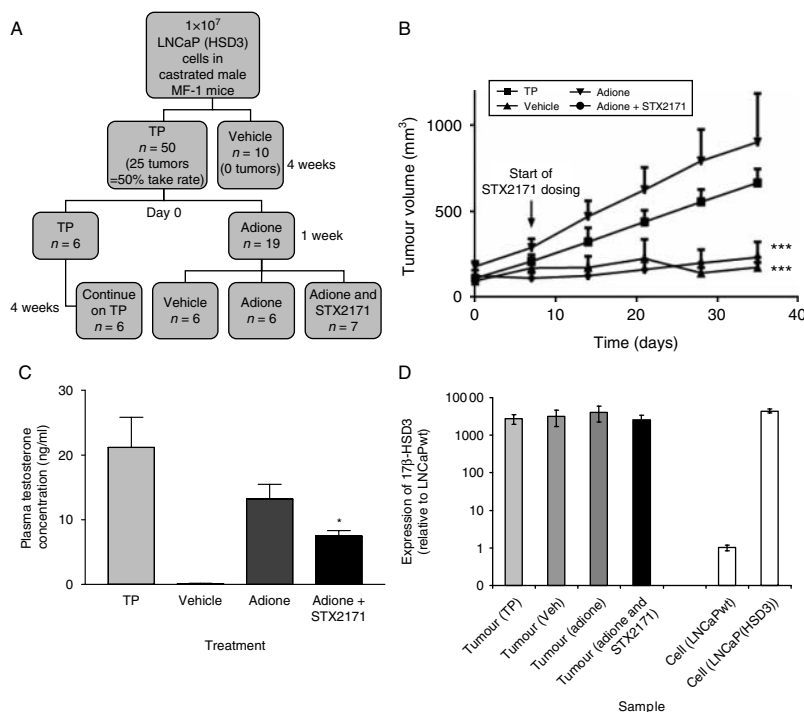 A
1×10⁷
LNCaP (HSD3)
cells in
castrated male
MF-1 mice
TP
n = 50
(25 tumors
=50% take rate)
Vehicle
n = 10
(0 tumors)
4 weeks
Day 0
TP
n = 6
Adione
n = 19
1 week
4 weeks
Continue
on TP
n = 6
Vehicle
n = 6
Adione
n = 6
Adione and
STX2171
n = 7
B
TP
Adione
Vehicle
Adione + STX2171
Tumour volume (mm³)
1000
500
0
Start of
STX2171 dosing
***
***
0
10
20
30
40
Time (days)
C
Plasma testosterone
concentration (ng/ml)
30
20
10
0
*
TP
Vehicle
Adione
Adione +
STX2171
Treatment
D
Expression of 17β-HSD3
(relative to LNCaPwt)
100 00
1000
100
10
1
0
Tumour (TP)
Tumour (Veh)
Tumour (adione)
Tumour (adione and
STX2171)
Cell (LNCaPwt)
Cell (LNCaP(HSD3))
Sample